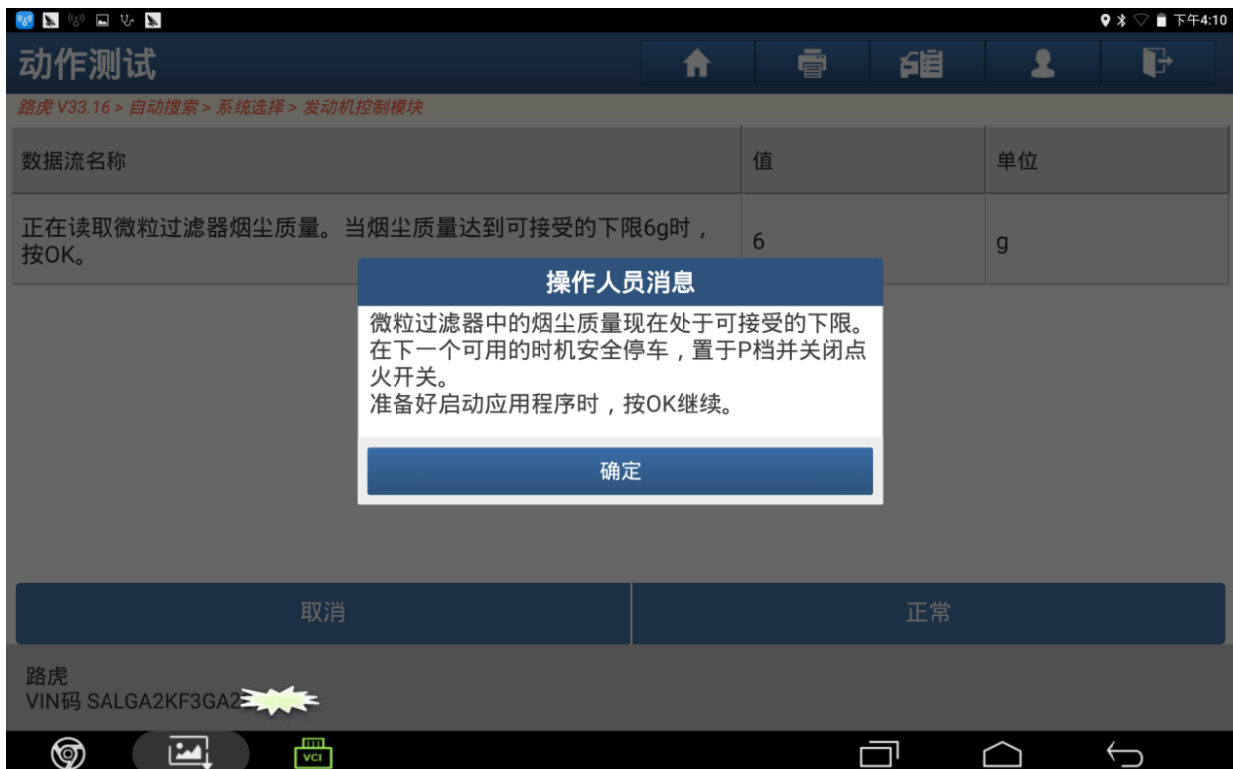 下午4:10
动作测试
路虎 V33.16 > 自动搜索 > 系统选择 > 发动机控制模块
数据流名称 值 单位
正在读取微粒过滤器烟尘质量。当烟尘质量达到可接受的下限6g时，
按OK。
6 g
操作人员消息
微粒过滤器中的烟尘质量现在处于可接受的下限。
在下一个可用的时机安全停车，置于P档并关闭点
火开关。
准备好启动应用程序时，按OK继续。
确定
取消 正常
路虎
VIN码 SALGA2KF3GA2
VCI